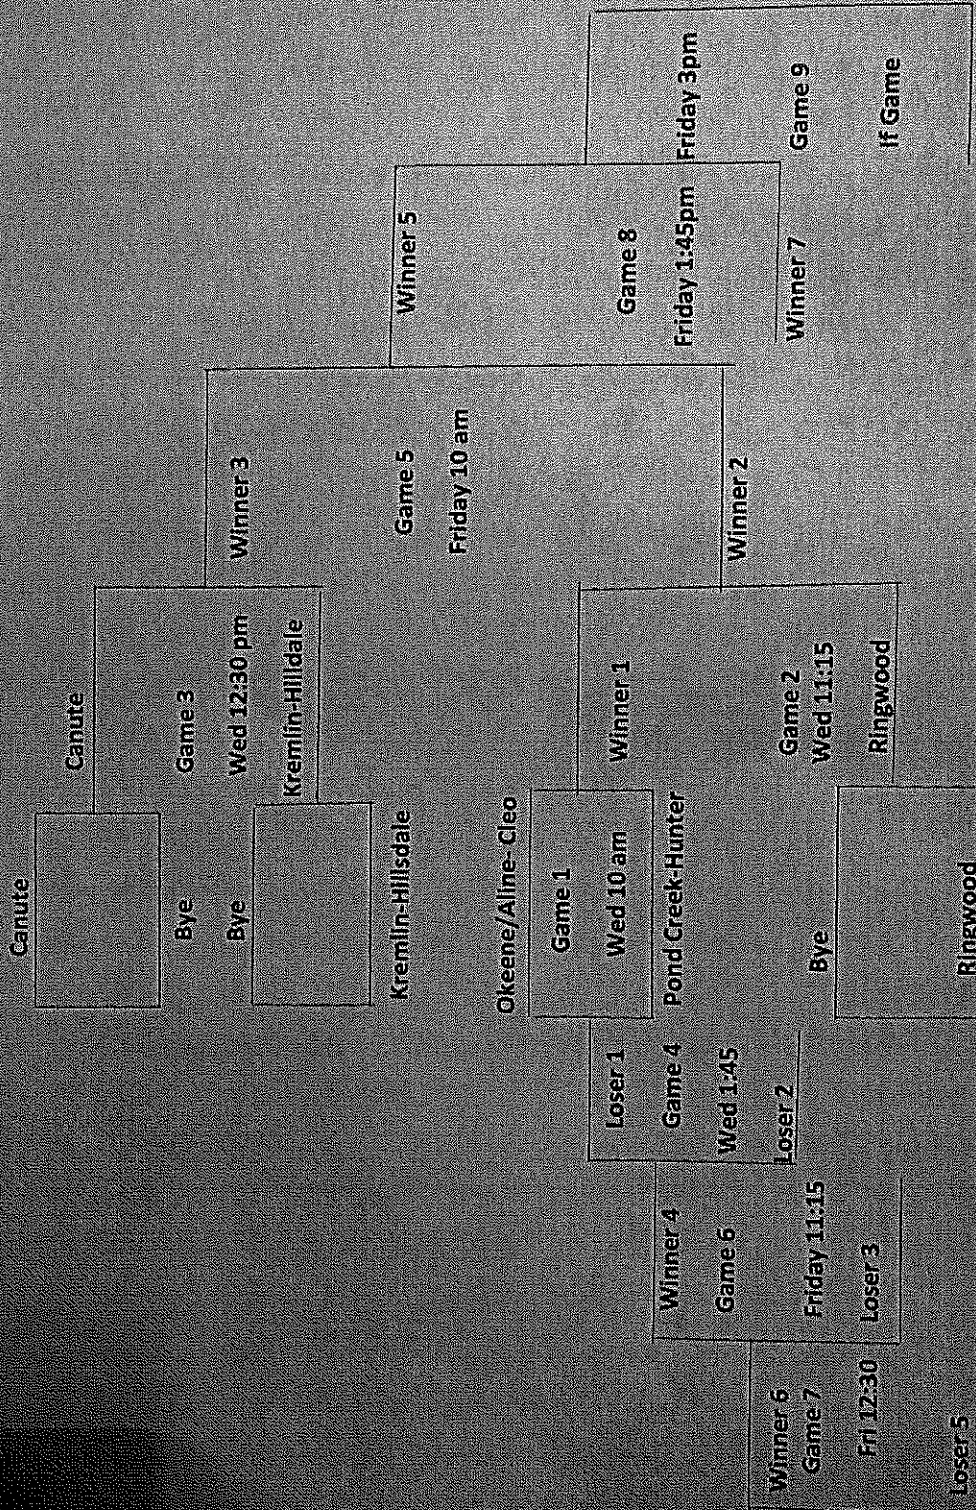 Canute
Bye
Bye
Kremlin-Hillsdale
Okeene/Aline-Cleo
Game 1
Wed 10 am
Pond Creek-Hunter
Bye
Ringwood
Canute
Game 3
Wed 12:30 pm
Kremlin-Hilldale
Winner 1
Game 2
Wed 11:15
Ringwood
Winner 3
Game 5
Friday 10 am
Winner 2
Winner 5
Game 8
Friday 1:45pm
Winner 7
Friday 3pm
Game 9
If Game
Loser 1
Game 4
Wed 1:45
Loser 2
Winner 4
Game 6
Friday 11:15
Loser 3
Winner 6
Game 7
Fri 12:30
Loser 5